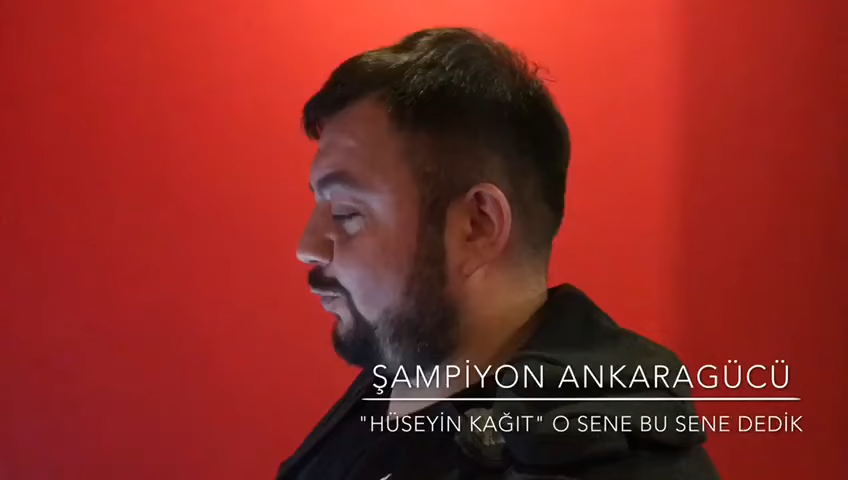 ŞAMPİYON ANKARAGÜCÜ
"HÜSEYİN KAĞIT" O SENE BU SENE DEDİK